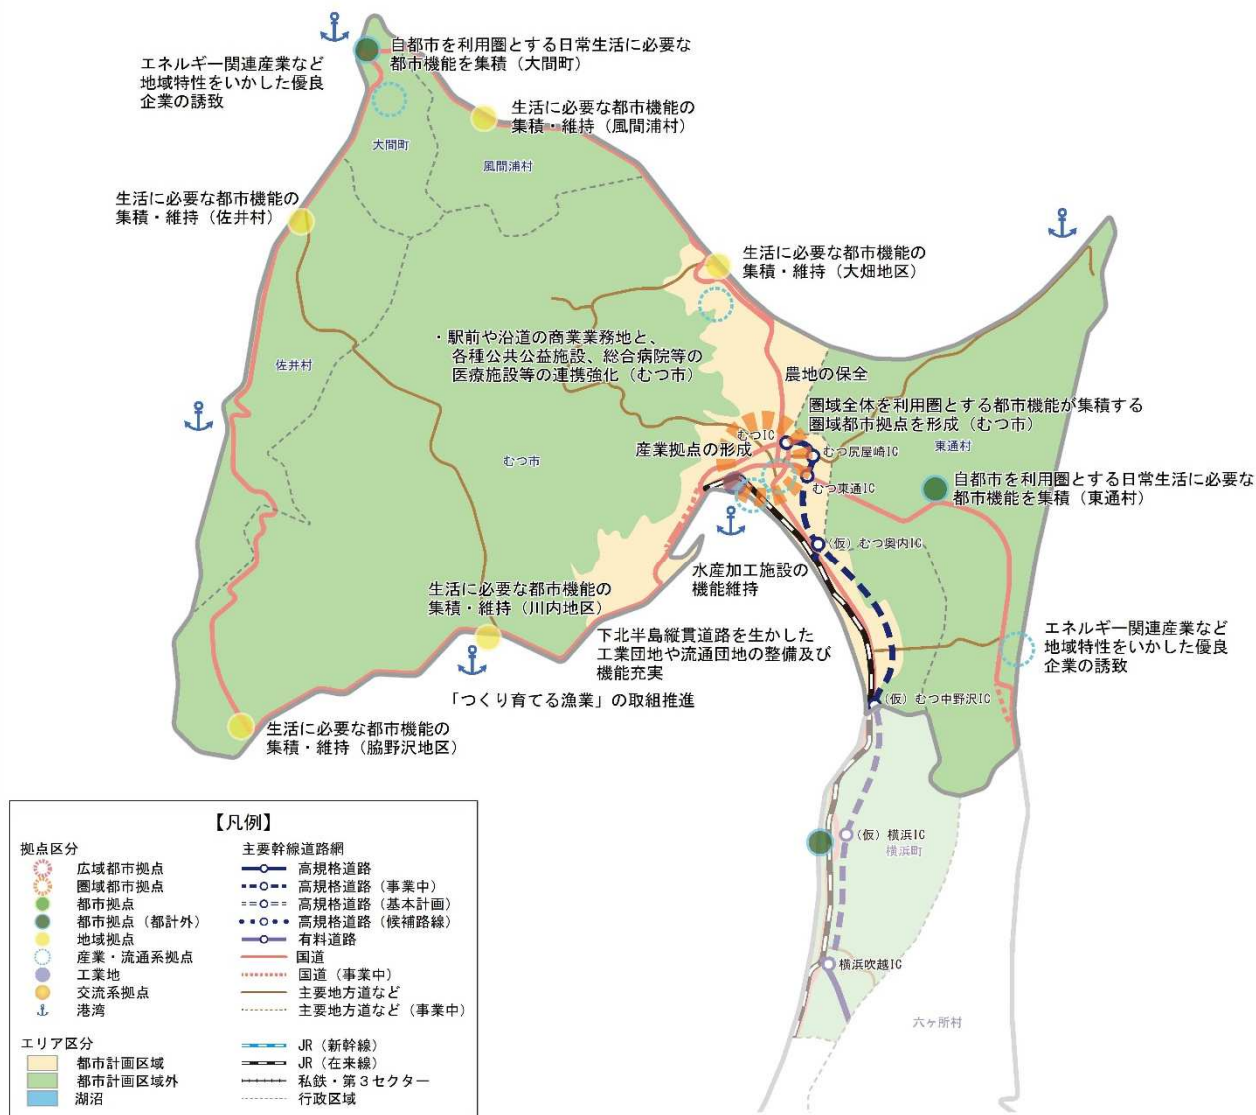 自都市を利用圏とする日常生活に必要な
都市機能を集積（大間町）
エネルギー関連産業など
地域特性をいかした優良
企業の誘致
生活に必要な都市機能の
集積・維持（風間浦村）
大間町
風間浦村
生活に必要な都市機能の
集積・維持（佐井村）
生活に必要な都市機能の
集積・維持（大畑地区）
・駅前や沿道の商業業務地と、
各種公共公益施設、総合病院等の
医療施設等の連携強化（むつ市）
佐井村
農地の保全
圏域全体を利用圏とする都市機能が集積する
圏域都市拠点を形成（むつ市）
むつIC
産業拠点の形成
むつ尻屋崎IC
東通村
むつ市
むつ東通IC
自都市を利用圏とする日常生活に必要な
都市機能を集積（東通村）
（仮）むつ奥内IC
水産加工施設の
機能維持
生活に必要な都市機能の
集積・維持（川内地区）
下北半島縦貫道路を生かした
工業団地や流通団地の整備及び
機能充実
エネルギー関連産業など
地域特性をいかした優良
企業の誘致
「つくり育てる漁業」の取組推進
（仮）むつ中野沢IC
生活に必要な都市機能の
集積・維持（脇野沢地区）
（仮）横浜IC
横浜町
横浜吹越IC
六ヶ所村
【凡例】
拠点区分
広域都市拠点
圏域都市拠点
都市拠点
都市拠点（都計外）
地域拠点
産業・流通系拠点
工業地
交流系拠点
港湾
エリア区分
都市計画区域
都市計画区域外
湖沼
主要幹線道路網
高規格道路
高規格道路（事業中）
高規格道路（基本計画）
高規格道路（候補路線）
有料道路
国道
国道（事業中）
主要地方道など
主要地方道など（事業中）
JR（新幹線）
JR（在来線）
私鉄・第３セクター
行政区域